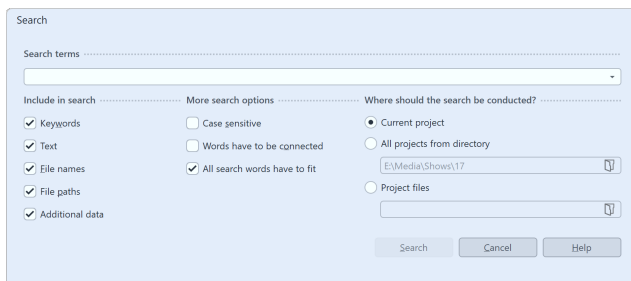 Search
Search terms
Include in search
Keywords
Text
File names
File paths
Additional data
More search options
Case sensitive
Words have to be connected
All search words have to fit
Where should the search be conducted?
Current project
All projects from directory
E:\Media\Shows\17
Project files
Search
Cancel
Help